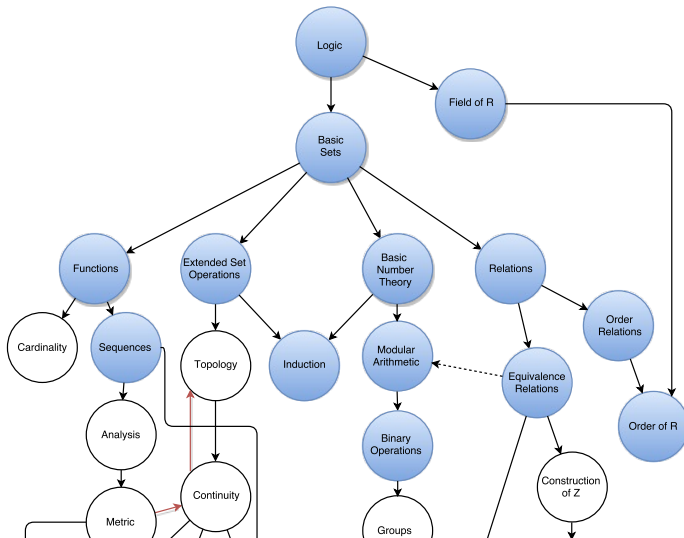 Logic
Field of R
Basic
Sets
Functions
Extended Set
Operations
Basic
Number
Theory
Relations
Order
Relations
Cardinality
Sequences
Topology
Induction
Modular
Arithmetic
Equivalence
Relations
Order of R
Analysis
Binary
Operations
Continuity
Construction
of Z
Metric
Groups